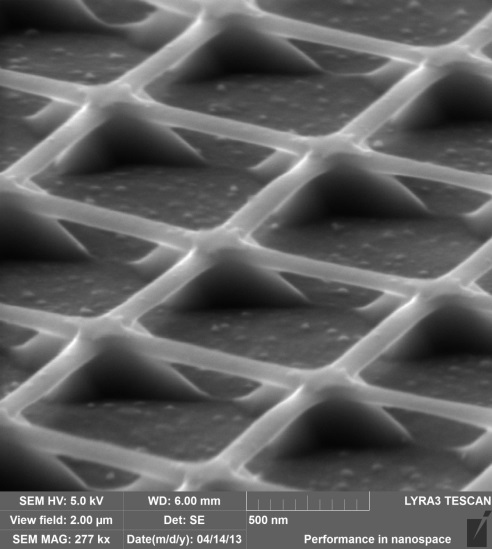 SEM HV: 5.0 kV WD: 6.00 mm LYRA3 TESCAN
View field: 2.00 µm Det: SE 500 nm
SEM MAG: 277 kx Date(m/d/y): 04/14/13 Performance in nanospace